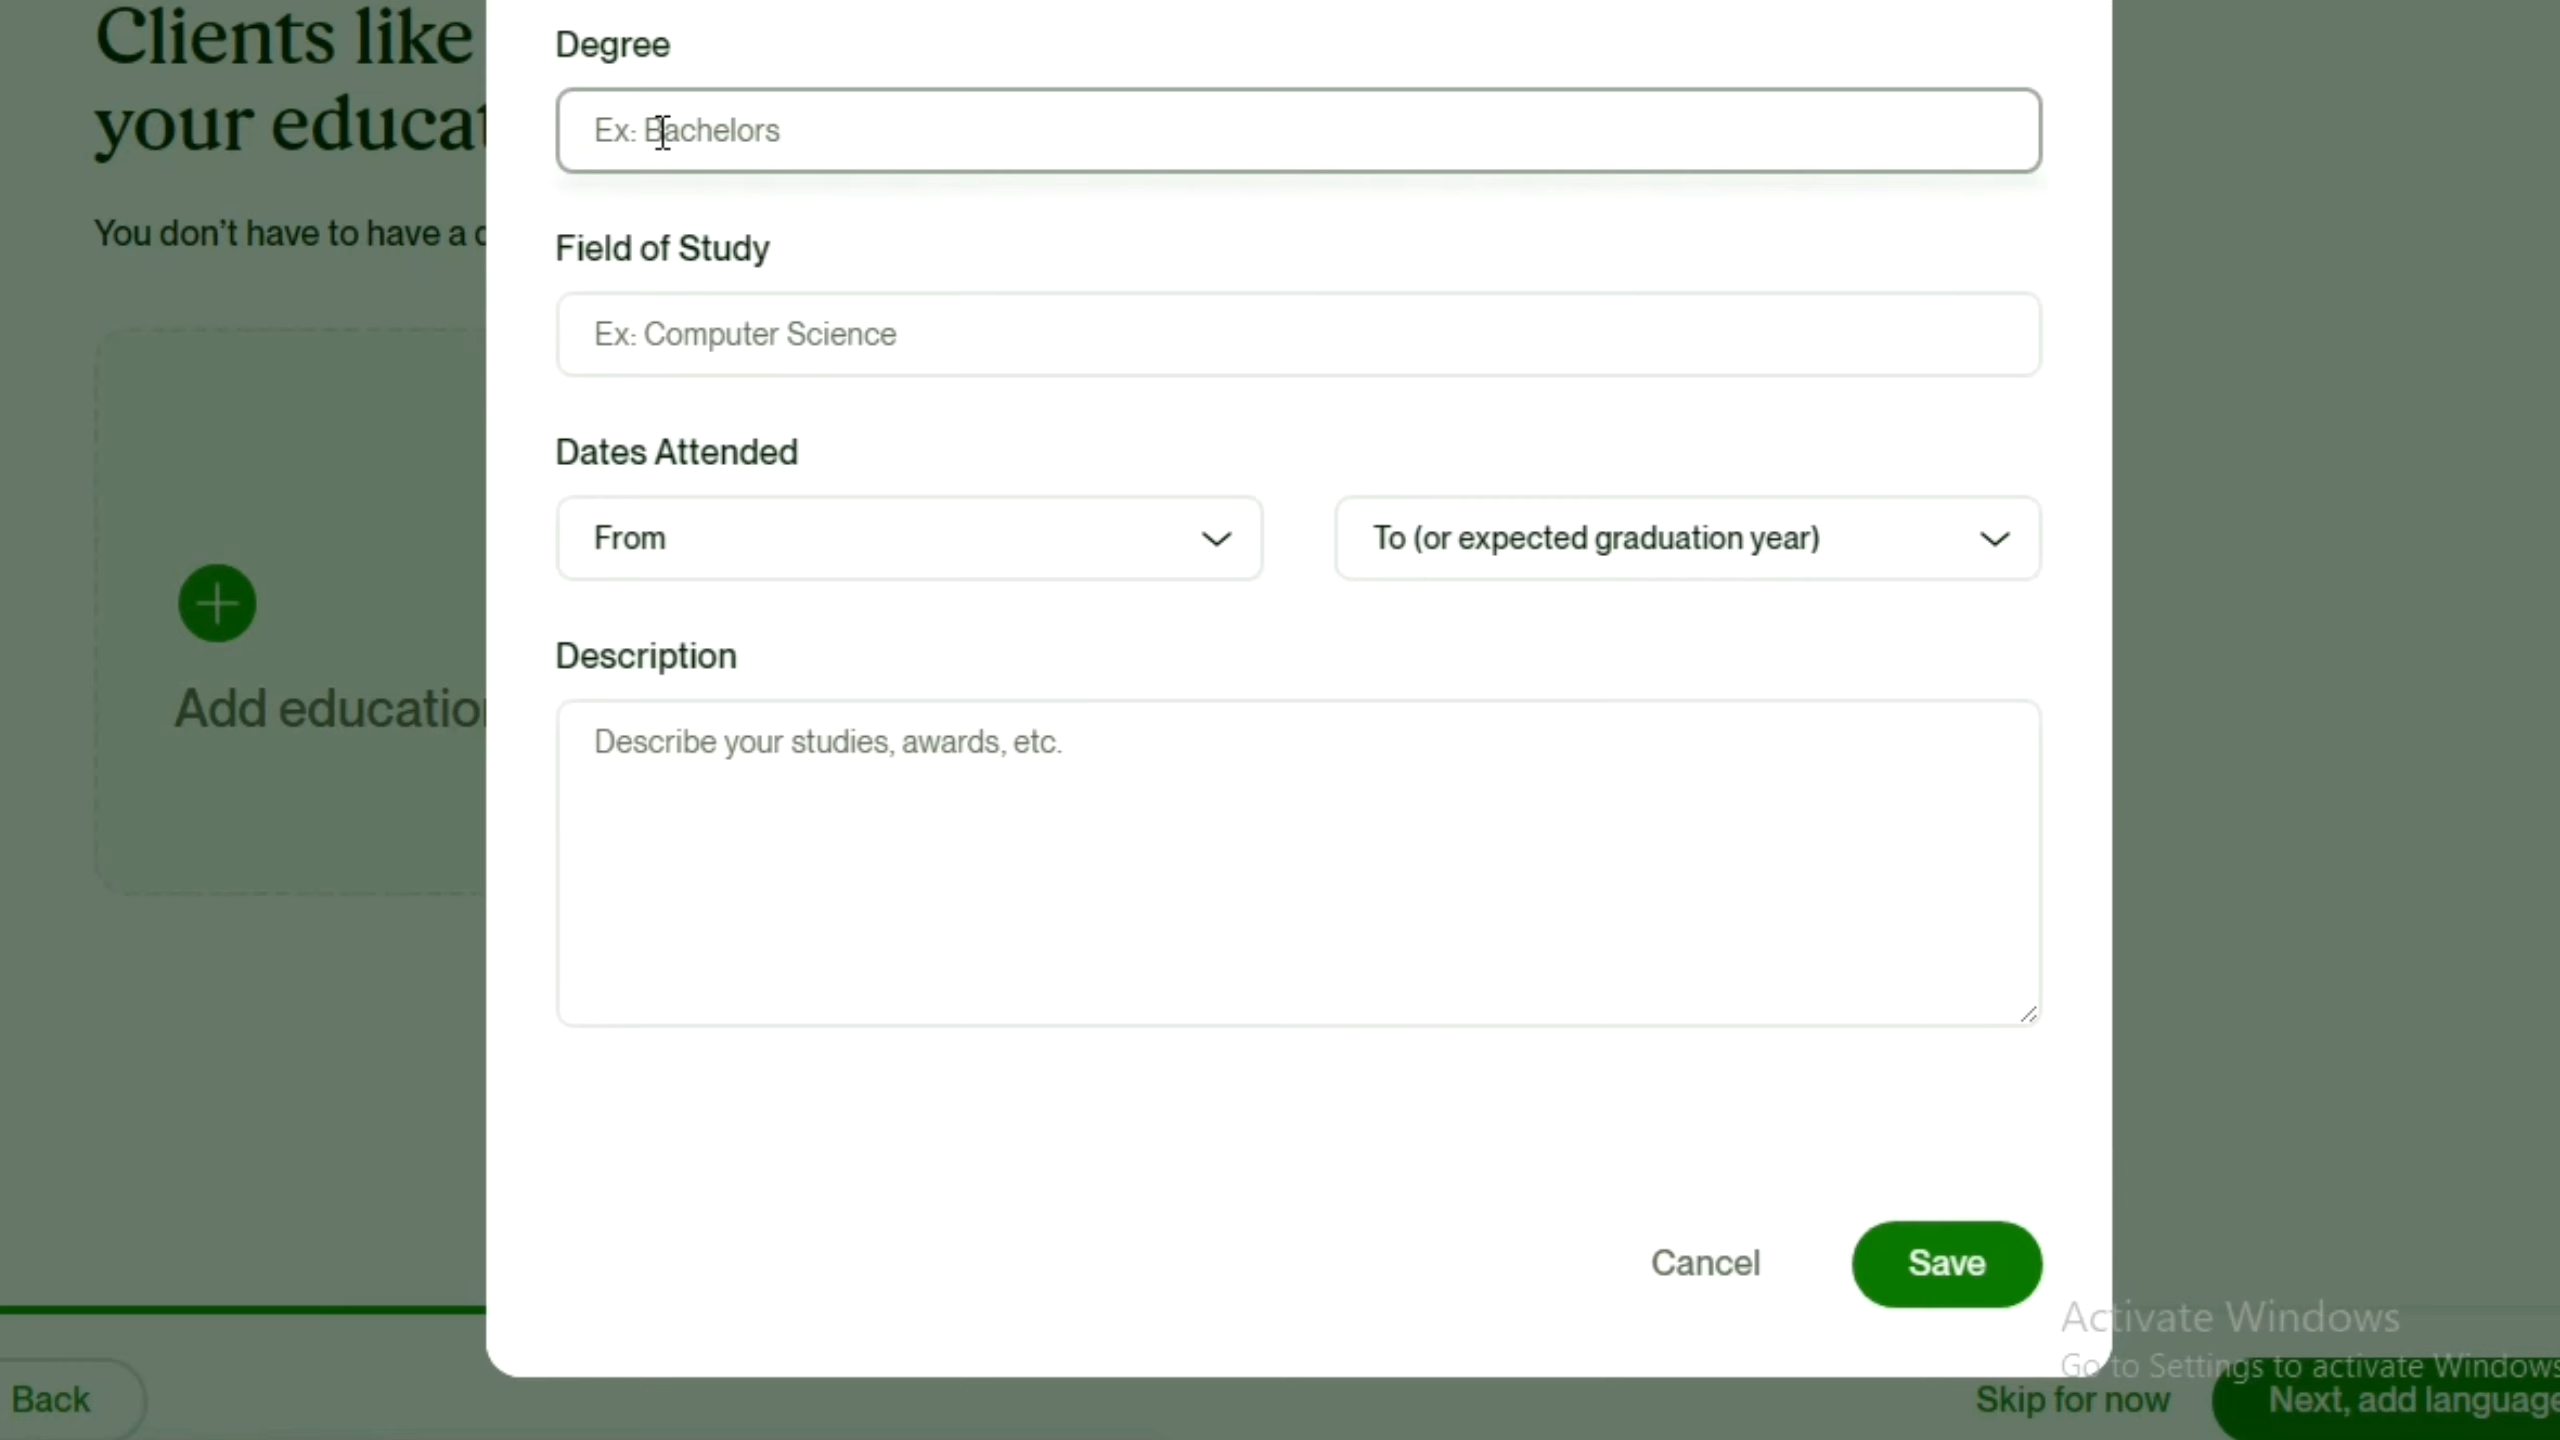 Clients like
your educat
You don't have to have a d
Add education
Degree
Ex: Bachelors
Field of Study
Ex: Computer Science
Dates Attended
From
To (or expected graduation year)
Description
Describe your studies, awards, etc.
Cancel
Save
Activate Windows
Go to Settings to activate Windows
Back
Skip for now
Next, add language